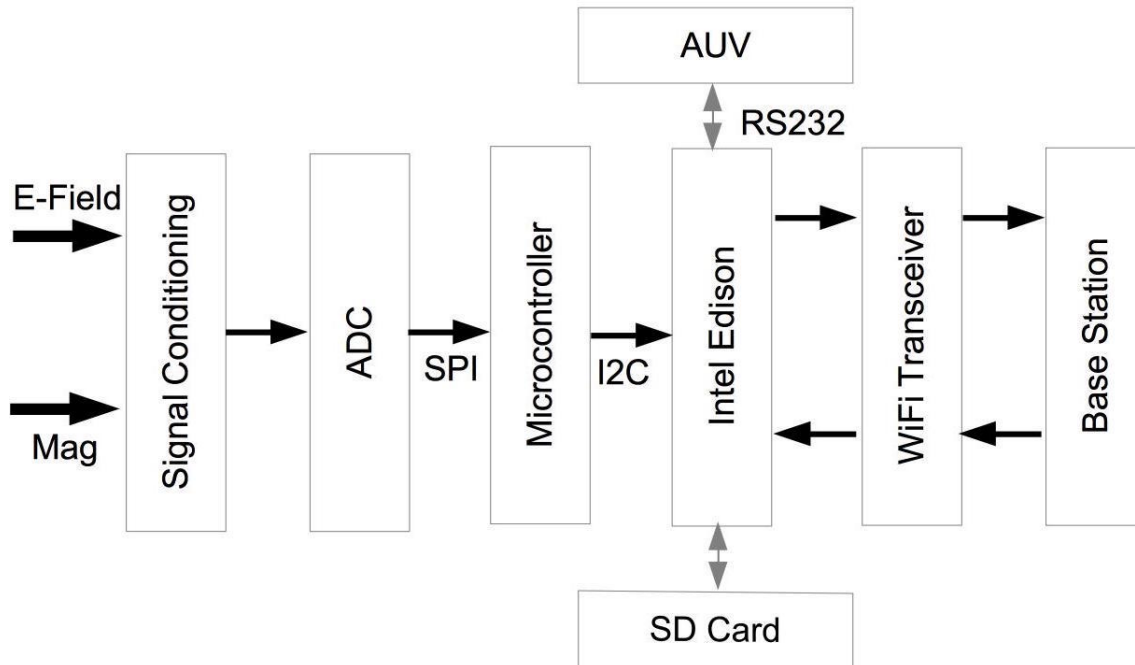 AUV
RS232
E-Field
Mag
Signal Conditioning
ADC
SPI
Microcontroller
I2C
Intel Edison
WiFi Transceiver
Base Station
SD Card